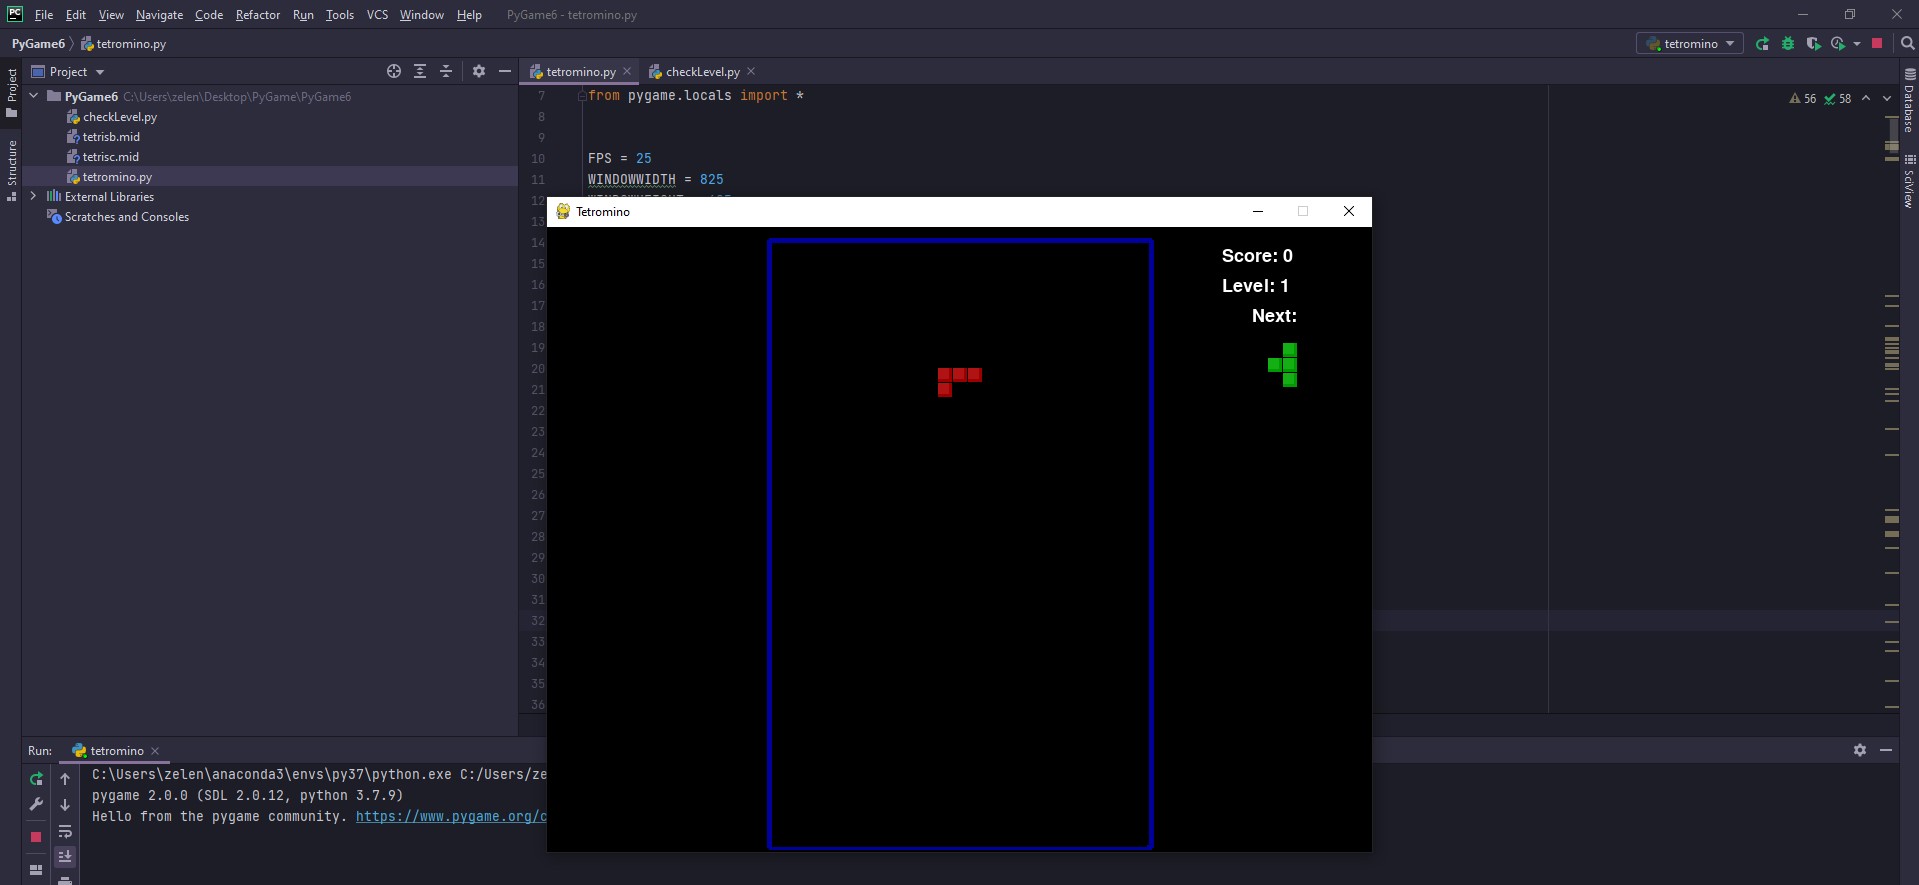 PC File Edit View Navigate Code Refactor Run Tools VCS Window Help PyGame6 - tetromino.py
PyGame6 tetromino.py tetromino
Project
Structure
Project
PyGame6 C:\Users\zelen\Desktop\PyGame\PyGame6
checkLevel.py
tetrisb.mid
tetrisc.mid
tetromino.py
External Libraries
Scratches and Consoles
tetromino.py checkLevel.py
56 58
Database
SciView
7 from pygame.locals import *
8
9
10 FPS = 25
11 WINDOWWIDTH = 825
12
13
14
15
16
17
18
19
20
21
22
23
24
25
26
27
28
29
30
31
32
33
34
35
36
Tetromino
Score: 0
Level: 1
Next:
Run: tetromino
C:\Users\zelen\anaconda3\envs\py37\python.exe C:/Users/ze
pygame 2.0.0 (SDL 2.0.12, python 3.7.9)
Hello from the pygame community. https://www.pygame.org/c